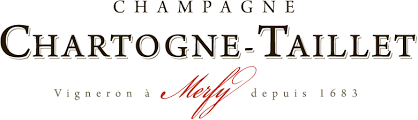 CHAMPAGNE
CHARTOGNE-TAILLET
Vigneron à Merfy depuis 1683